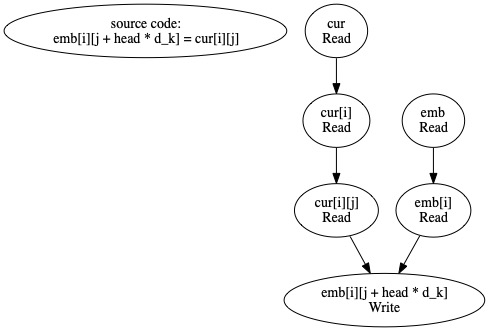 source code:
emb[i][j + head * d_k] = cur[i][j]
cur
Read
cur[i]
Read
emb
Read
cur[i][j]
Read
emb[i]
Read
emb[i][j + head * d_k]
Write